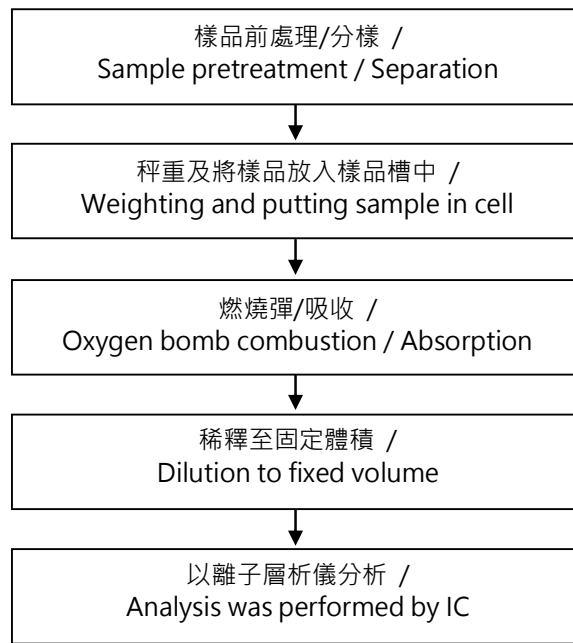 樣品前處理/分樣 /
Sample pretreatment / Separation
秤重及將樣品放入樣品槽中 /
Weighting and putting sample in cell
燃燒彈/吸收 /
Oxygen bomb combustion / Absorption
稀釋至固定體積 /
Dilution to fixed volume
以離子層析儀分析 /
Analysis was performed by IC